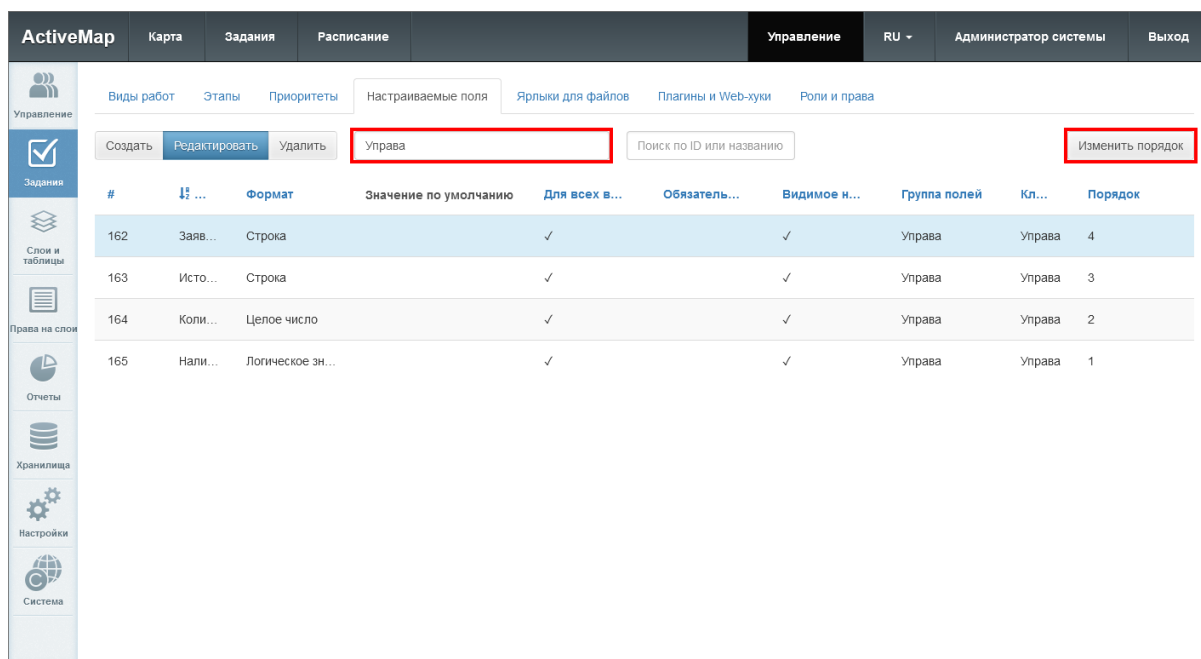 ActiveMap Карта Задания Расписание Управление RU Администратор системы Выход
Управление
Задания
Слои и
таблицы
Права на слои
Отчеты
Хранилища
Настройки
Система
Виды работ Этапы Приоритеты Настраиваемые поля Ярлыки для файлов Плагины и Web-хуки Роли и права
Создать Редактировать Удалить Управа Поиск по ID или названию Изменить порядок
# ... Формат Значение по умолчанию Для всех в... Обязатель... Видимое н... Группа полей Кл... Порядок
162 Заяв... Строка ✓ ✓ Управа Управа 4
163 Исто... Строка ✓ ✓ Управа Управа 3
164 Коли... Целое число ✓ ✓ Управа Управа 2
165 Нали... Логическое зн... ✓ ✓ Управа Управа 1